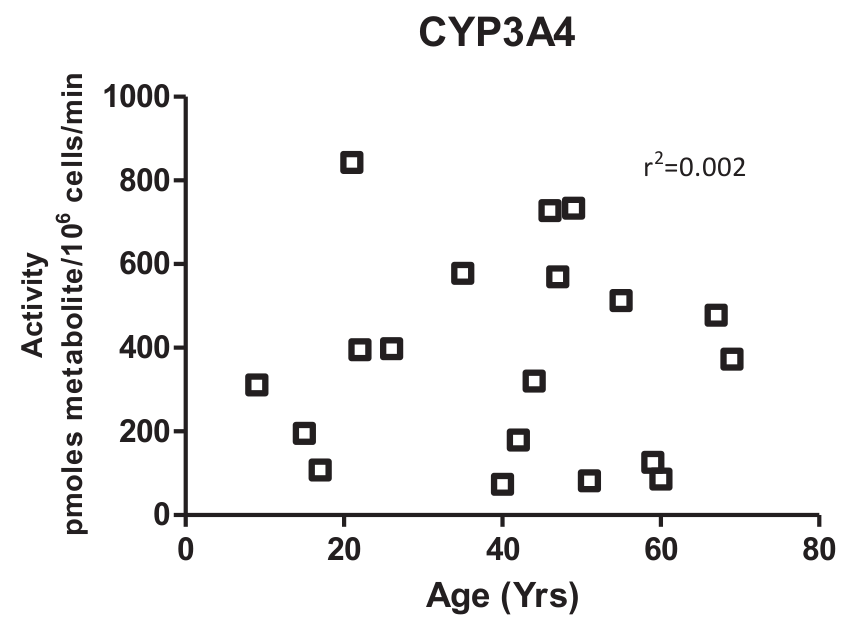 CYP3A4
Activity
pmoles metabolite/10⁶ cells/min
1000
800
600
400
200
0
r²=0.002
0 20 40 60 80
Age (Yrs)